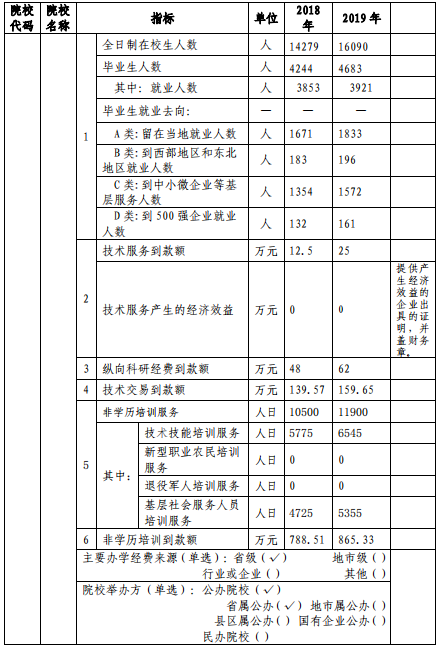 院校代码 院校名称 指标 单位 2018年 2019 年
1 全日制在校生人数 人 14279 16090
毕业生人数 人 4244 4683
其中: 就业人数 人 3853 3921
毕业生就业去向: 人 — —
A 类:留在当地就业人数 人 1671 1833
B 类:到西部地区和东北地区就业人数 人 183 196
C 类:到中小微企业等基层服务人数 人 1354 1572
D 类:到 500 强企业就业人数 人 132 161
2 技术服务到款额 万元 12.5 25
技术服务产生的经济效益 万元 0 0 提供产生经济效益的企业出具的证明，并盖财务章。
3 纵向科研经费到款额 万元 48 62
4 技术交易到款额 万元 139.57 159.65
5 非学历培训服务 人日 10500 11900
其中: 技术技能培训服务 人日 5775 6545
新型职业农民培训服务 人日 0 0
退役军人培训服务 人日 0 0
基层社会服务人员培训服务 人日 4725 5355
6 非学历培训到款额 万元 788.51 865.33
主要办学经费来源（单选）: 省级（√） 地市级（）
行业或企业（） 其他（）
院校举办方（单选）: 公办院校（√）
省属公办(√) 地市属公办()
县区属公办() 国有企业公办()
民办院校（）